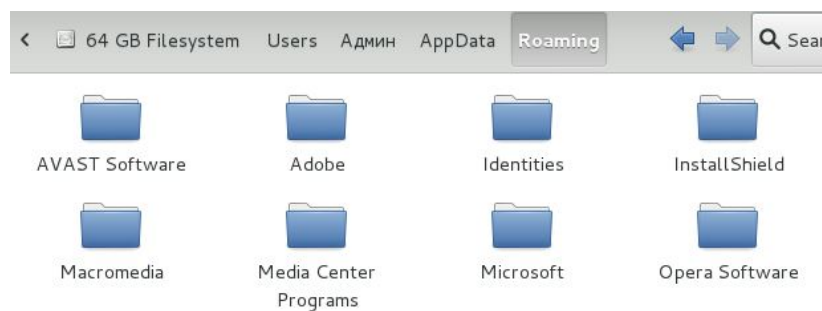 64 GB Filesystem Users Админ AppData Roaming Sear
AVAST Software Adobe Identities InstallShield
Macromedia Media Center Programs Microsoft Opera Software